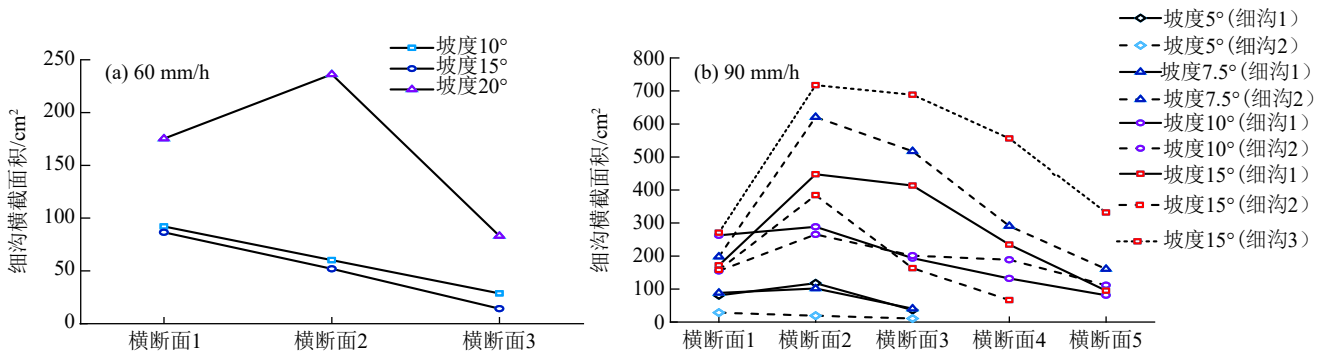 细沟横截面积/cm²
250
200
150
100
50
0
(a) 60 mm/h
坡度10°
坡度15°
坡度20°
横断面1
横断面2
横断面3
细沟横截面积/cm²
800
700
600
500
400
300
200
100
0
(b) 90 mm/h
坡度5°(细沟1)
坡度5°(细沟2)
坡度7.5°(细沟1)
坡度7.5°(细沟2)
坡度10°(细沟1)
坡度10°(细沟2)
坡度15°(细沟1)
坡度15°(细沟2)
坡度15°(细沟3)
横断面1
横断面2
横断面3
横断面4
横断面5